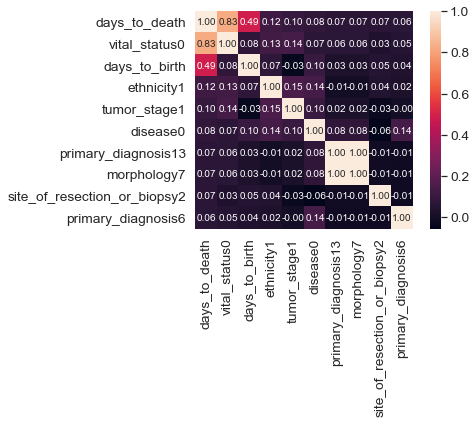 days_to_death 1.00 0.83 0.49 0.12 0.10 0.08 0.07 0.07 0.07 0.06
vital_status0 0.83 1.00 0.08 0.13 0.14 0.07 0.06 0.06 0.03 0.05
days_to_birth 0.49 0.08 1.00 0.07 -0.03 0.10 0.03 0.03 0.05 0.04
ethnicity1 0.12 0.13 0.07 1.00 0.15 0.14 -0.01 -0.01 0.04 0.02
tumor_stage1 0.10 0.14 -0.03 0.15 1.00 0.10 0.02 0.02 -0.03 -0.00
disease0 0.08 0.07 0.10 0.14 0.10 1.00 0.08 0.08 -0.06 0.14
primary_diagnosis13 0.07 0.06 0.03 -0.01 0.02 0.08 1.00 1.00 -0.01 -0.01
morphology7 0.07 0.06 0.03 -0.01 0.02 0.08 1.00 1.00 -0.01 -0.01
site_of_resection_or_biopsy2 0.07 0.03 0.05 0.04 -0.03 -0.06 -0.01 -0.01 1.00 -0.01
primary_diagnosis6 0.06 0.05 0.04 0.02 -0.00 0.14 -0.01 -0.01 -0.01 1.00
days_to_death
vital_status0
days_to_birth
ethnicity1
tumor_stage1
disease0
primary_diagnosis13
morphology7
site_of_resection_or_biopsy2
primary_diagnosis6
1.0
0.8
0.6
0.4
0.2
0.0